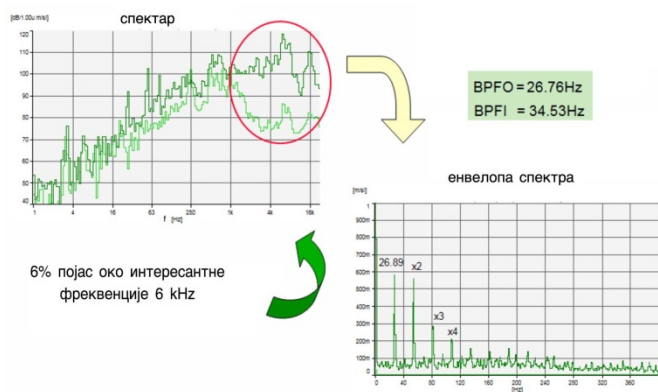 спектар
[dB/1.00u m/s/]
120
110
100
90
80
70
60
50
40
1 4 16 63 250 1k 4k 16k
f [Hz]
BPFO = 26.76Hz
BPFI = 34.53Hz
енвелопа спектра
[m/s/]
1
900m
800m
700m
600m
500m
400m
300m
200m
100m
0
26.89
x2
x3
x4
0 40 80 120 160 200 240 280 320 360
[Hz]
6% појас око интересантне
фреквенције 6 kHz